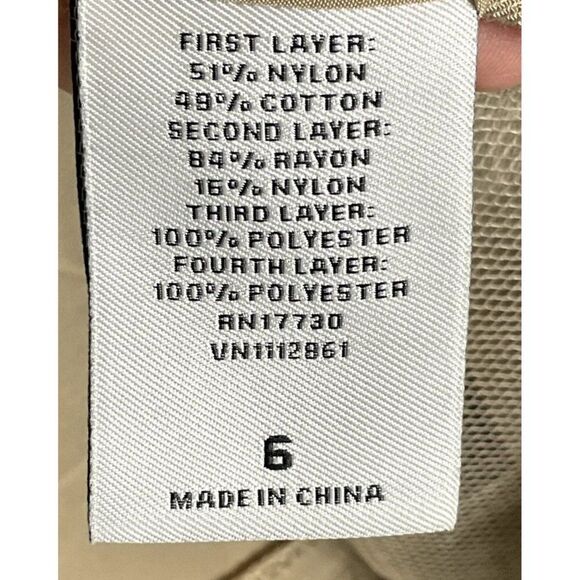 FIRST LAYER:
51% NYLON
49% COTTON
SECOND LAYER:
84% RAYON
16% NYLON
THIRD LAYER:
100% POLYESTER
FOURTH LAYER:
100% POLYESTER
RN17730
VN1112861
6
MADE IN CHINA